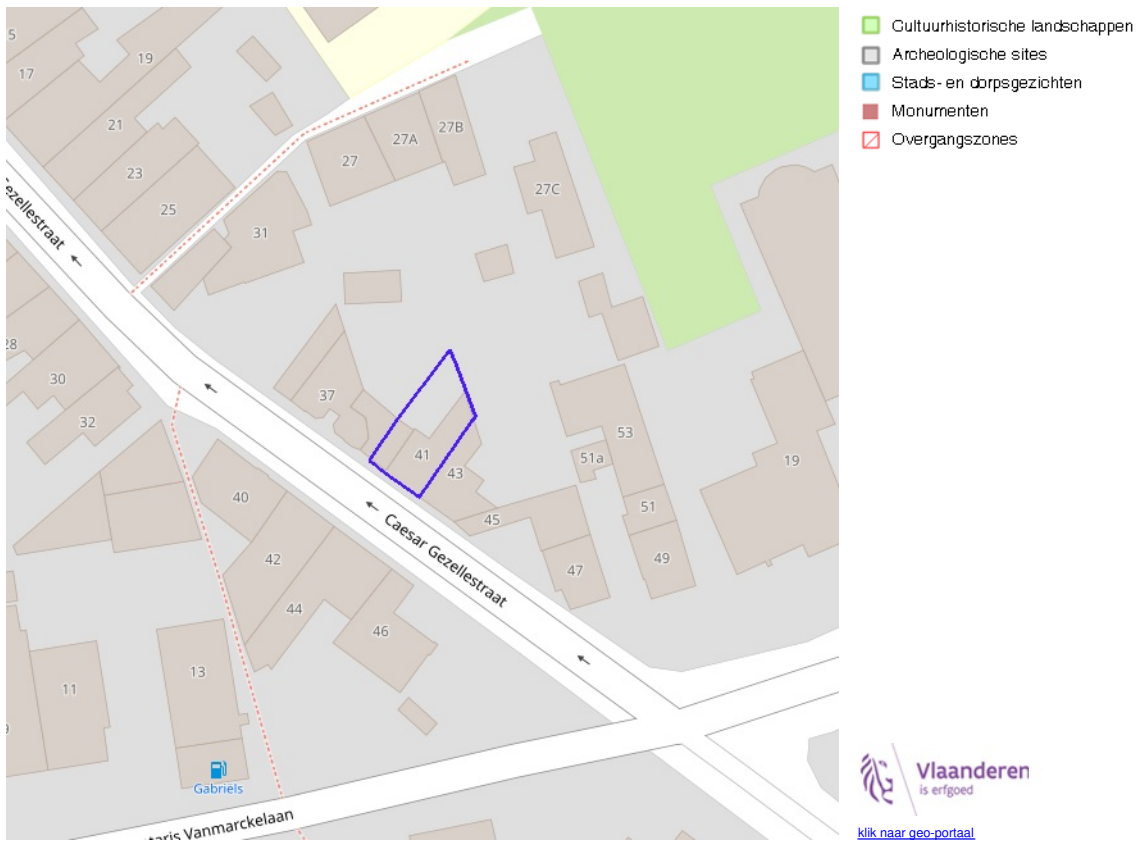 5
17
19
21
23
25
27
27A
27B
27C
31
28
30
32
37
41
43
45
47
49
51
51a
53
19
40
42
44
46
11
13
Gabriels
Caesar Gezellestraat
Cultuurhistorische landschappen
Archeologische sites
Stads- en dorpsgezichten
Monumenten
Overgangszones
Vlaanderen
is erfgoed
klik naar geo-portaal